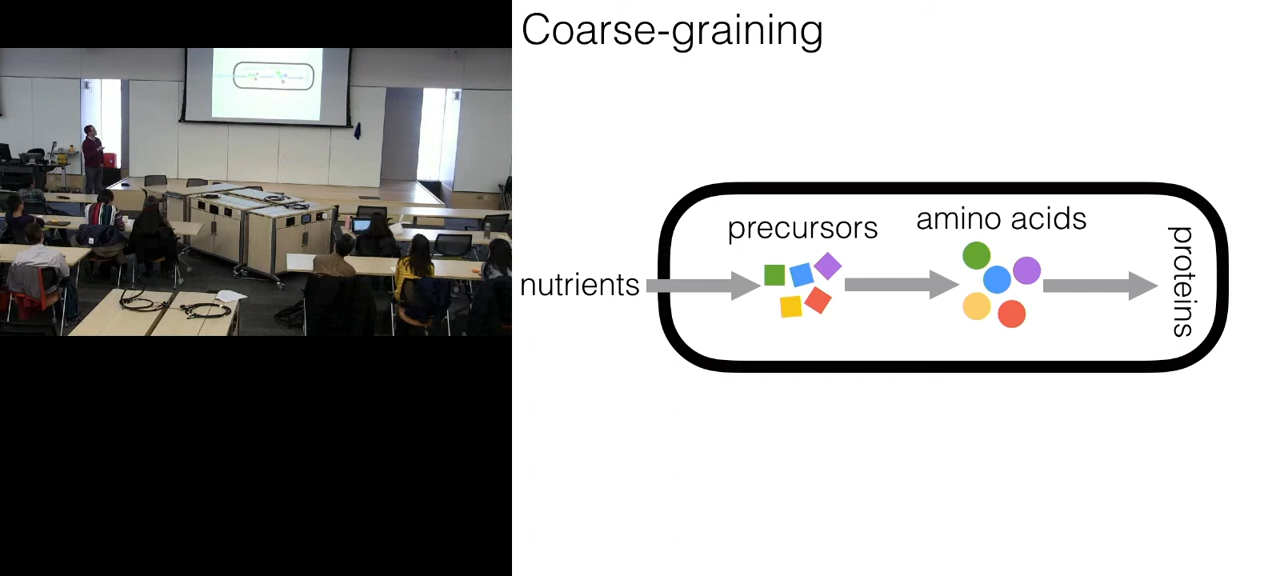 Coarse-graining
precursors
amino acids
nutrients
proteins